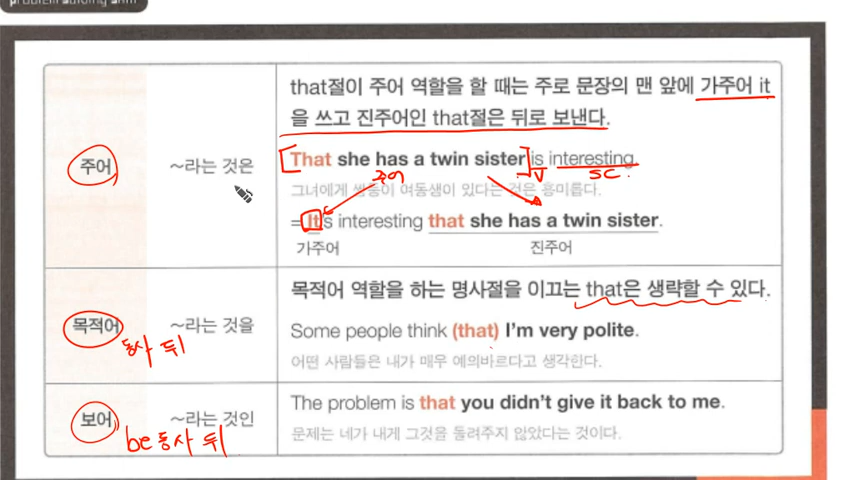 problem solving skill
that절이 주어 역할을 할 때는 주로 문장의 맨 앞에 가주어 it
을 쓰고 진주어인 that절은 뒤로 보낸다.
주어 ~라는 것은
[That she has a twin sister] is interesting.
주어 V SC
그녀에게 쌍둥이 여동생이 있다는 것은 흥미롭다.
= It's interesting that she has a twin sister.
가주어 진주어
목적어 역할을 하는 명사절을 이끄는 that은 생략할 수 있다.
목적어 ~라는 것을
동사 뒤
Some people think (that) I'm very polite.
어떤 사람들은 내가 매우 예의바르다고 생각한다.
보어 ~라는 것인
be동사 뒤
The problem is that you didn't give it back to me.
문제는 네가 내게 그것을 돌려주지 않았다는 것이다.